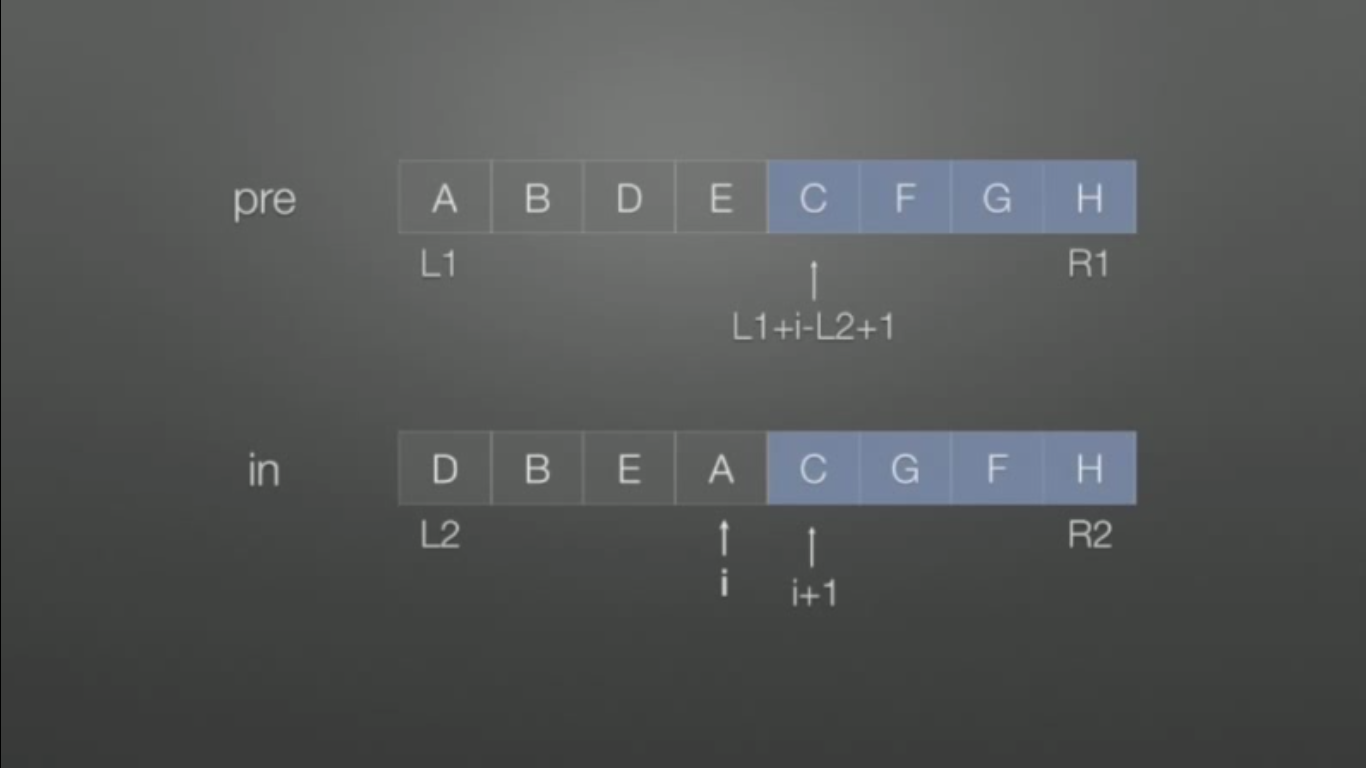 pre A B D E C F G H
L1 R1
L1+i-L2+1
in D B E A C G F H
L2 R2
i i+1